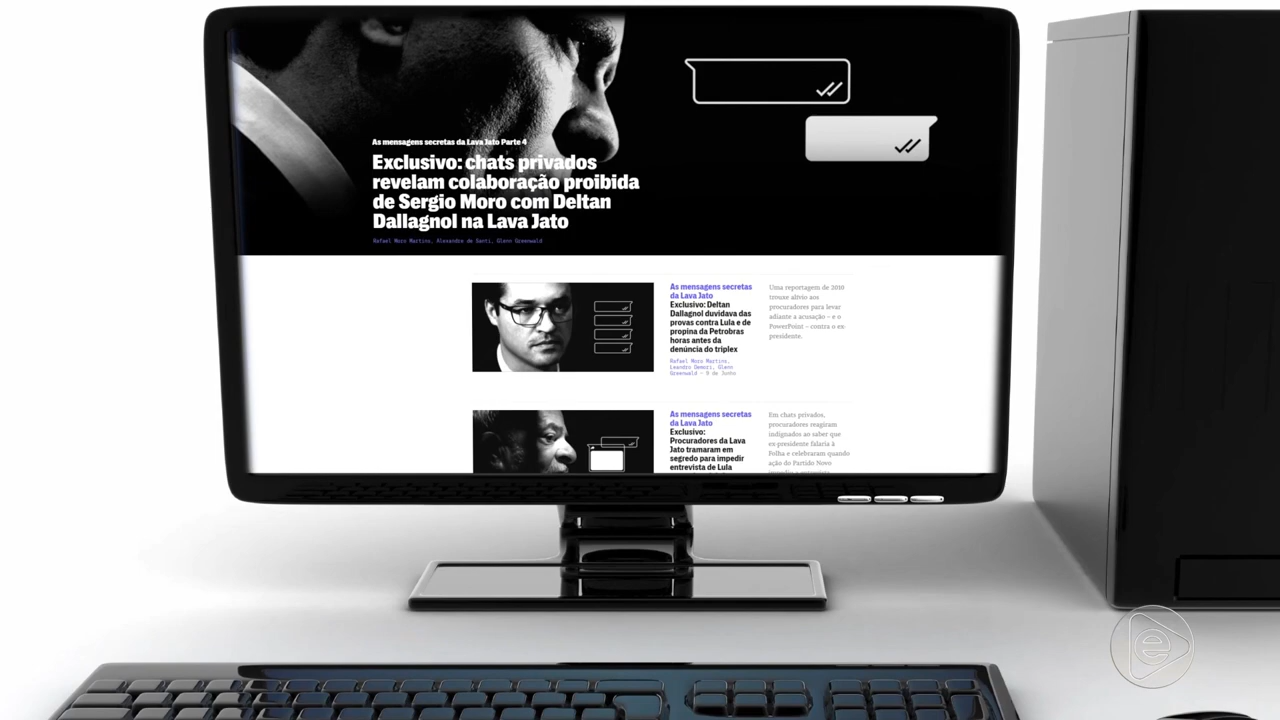 As mensagens secretas da Lava Jato Parte 4
Exclusivo: chats privados
revelam colaboração proibida
de Sergio Moro com Deltan
Dallagnol na Lava Jato
Rafael Moro Martins, Alexandre de Santi, Glenn Greenwald
As mensagens secretas
da Lava Jato
Exclusivo: Deltan
Dallagnol duvidava das
provas contra Lula e de
propina da Petrobras
horas antes da
denúncia do triplex
Rafael Moro Martins,
Leandro Demori, Glenn
Greenwald – 9 de Junho
Uma reportagem de 2010
trouxe alívio aos
procuradores para levar
adiante a acusação – e o
PowerPoint – contra o ex
presidente.
As mensagens secretas
da Lava Jato
Exclusivo:
Procuradores da Lava
Jato tramaram em
segredo para impedir
entrevista de Lula
Em chats privados,
procuradores reagiram
indignados ao saber que
ex-presidente falaria à
Folha e celebraram quando
ação do Partido Novo
e